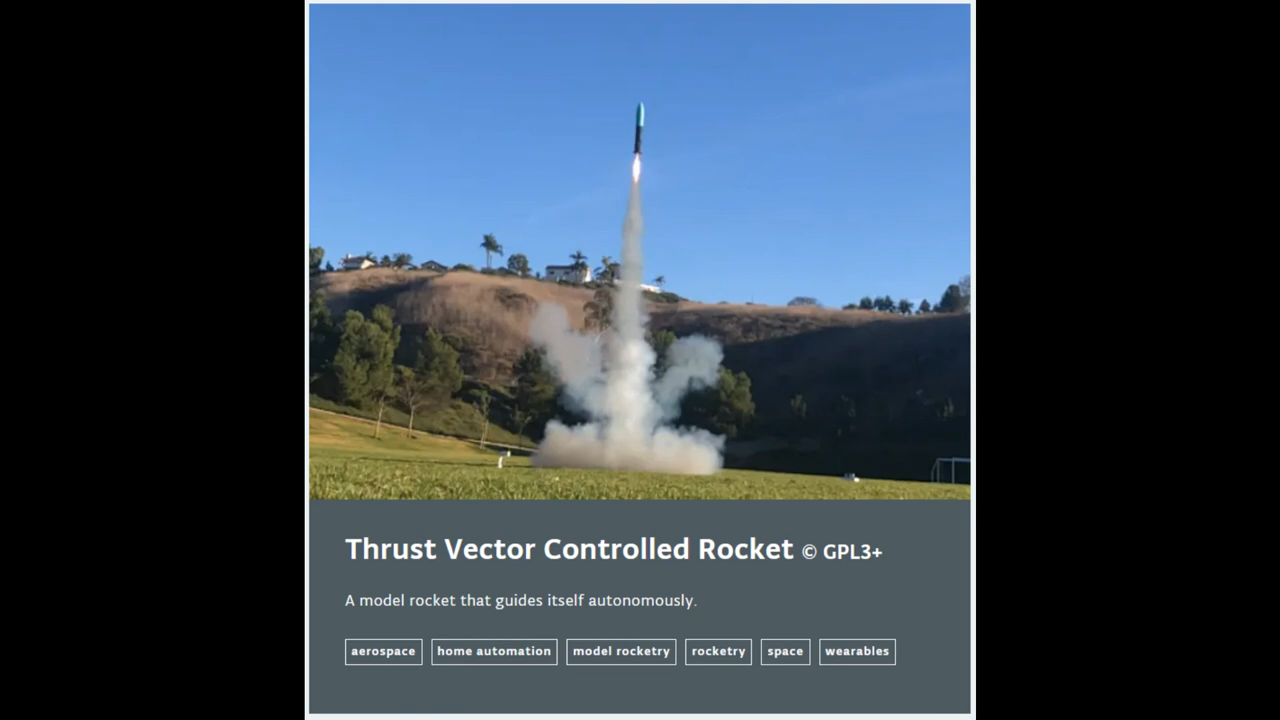 Thrust Vector Controlled Rocket © GPL3+
A model rocket that guides itself autonomously.
aerospace home automation model rocketry rocketry space wearables